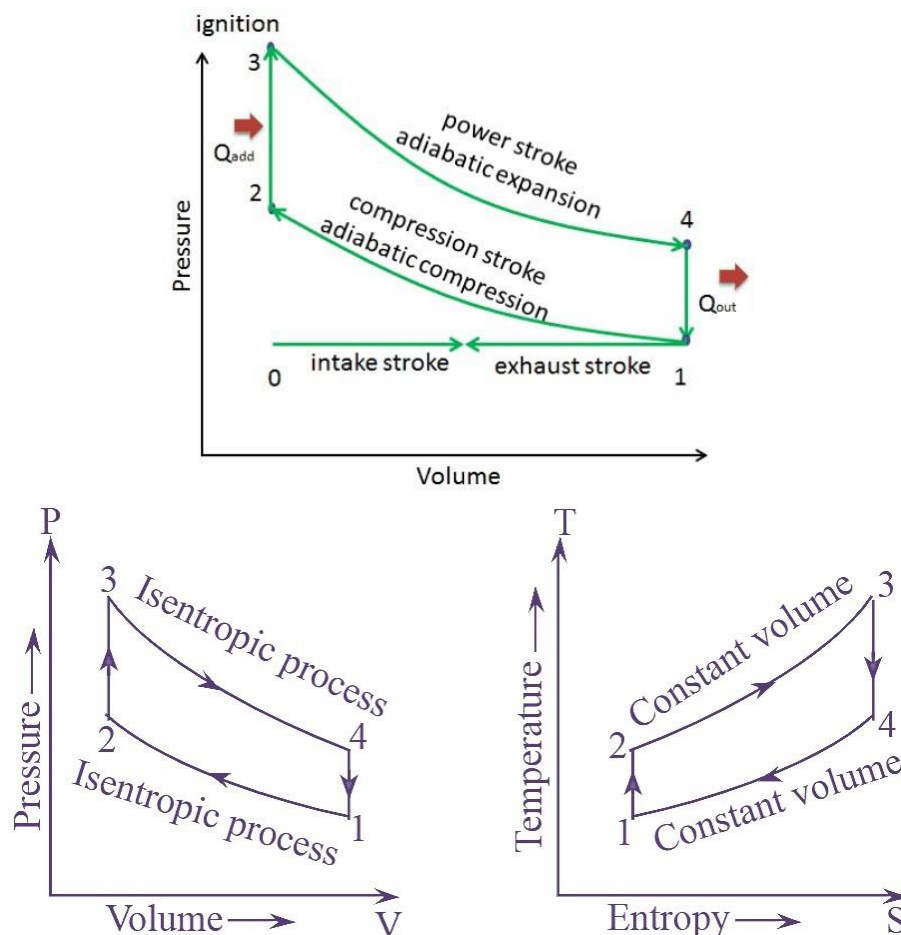 ignition
3
Qadd
2
power stroke
adiabatic expansion
compression stroke
adiabatic compression
4
Qout
intake stroke
exhaust stroke
0
1
Pressure
Volume
P
3
Isentropic process
2
4
Isentropic process
1
Pressure
Volume
V
T
3
Constant volume
2
4
1
Constant volume
Temperature
Entropy
S